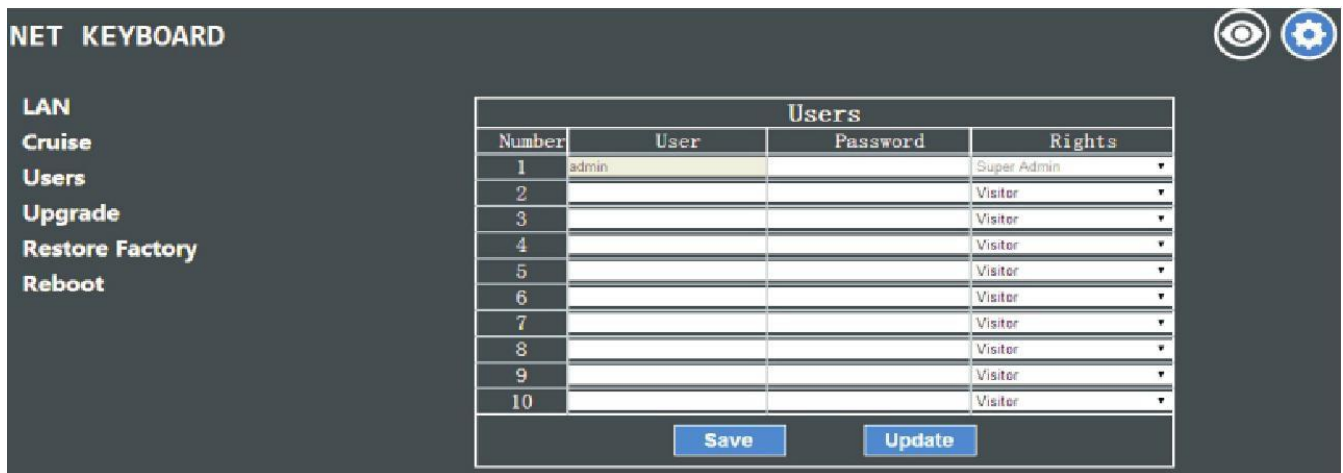 NET KEYBOARD
LAN
Cruise
Users
Upgrade
Restore Factory
Reboot
Users
Number User Password Rights
1 admin Super Admin
2 Visitor
3 Visitor
4 Visitor
5 Visitor
6 Visitor
7 Visitor
8 Visitor
9 Visitor
10 Visitor
Save Update